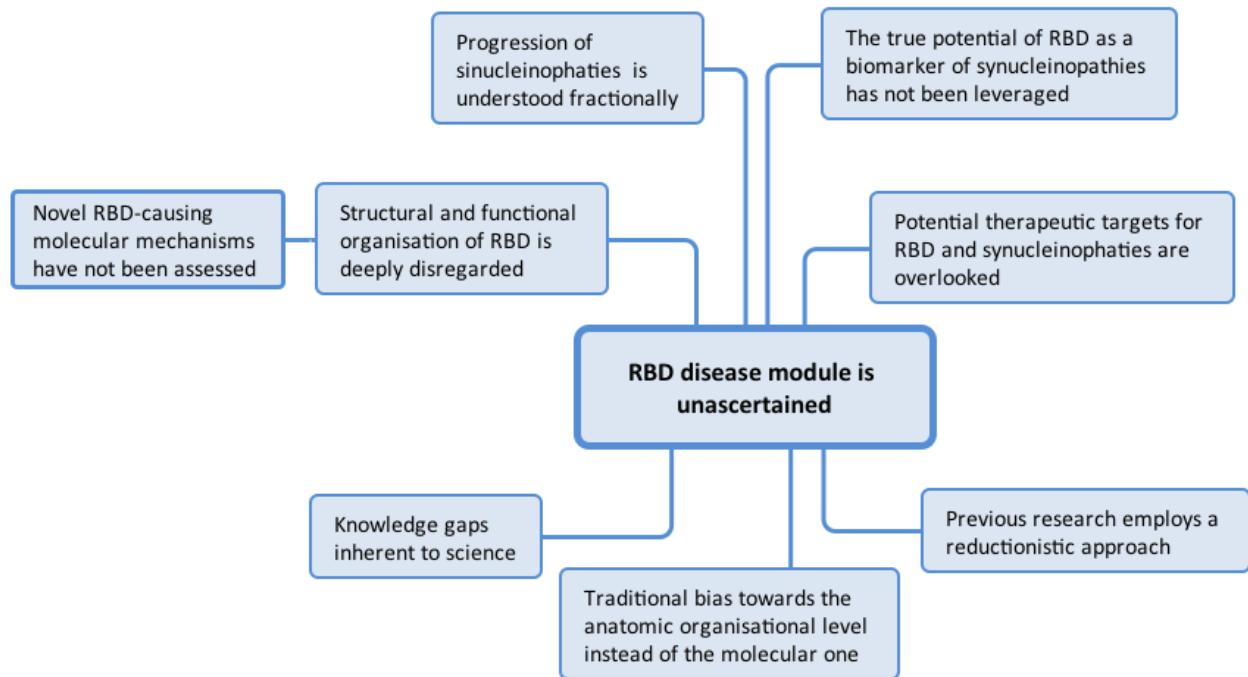 Progression of
sinucleinophaties is
understood fractionally
The true potential of RBD as a
biomarker of synucleinopathies
has not been leveraged
Novel RBD-causing
molecular mechanisms
have not been assessed
Structural and functional
organisation of RBD is
deeply disregarded
Potential therapeutic targets for
RBD and synucleinophaties are
overlooked
RBD disease module is
unascertained
Knowledge gaps
inherent to science
Traditional bias towards the
anatomic organisational level
instead of the molecular one
Previous research employs a
reductionistic approach